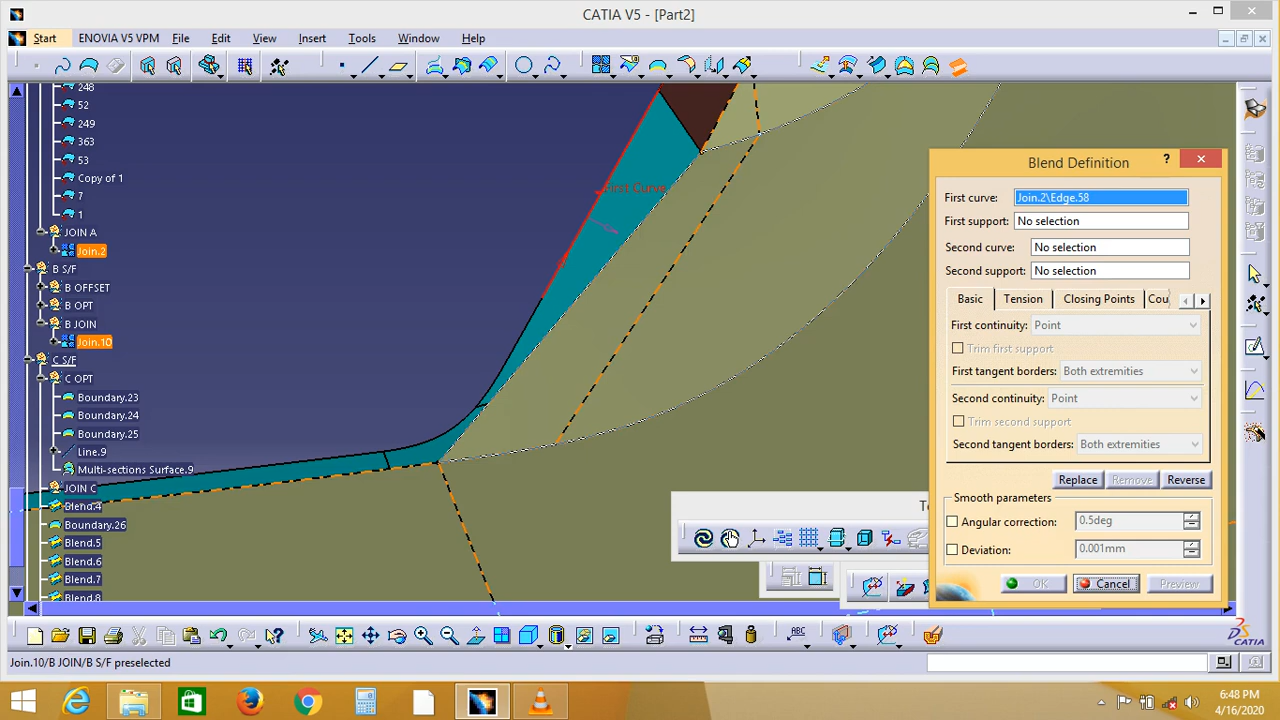 CATIA V5 - [Part2]
Start ENOVIA V5 VPM File Edit View Insert Tools Window Help
248
52
249
363
53
Copy of 1
7
1
JOIN A
Join.2
B S/F
B OFFSET
B OPT
B JOIN
Join.10
C S/F
C OPT
Boundary.23
Boundary.24
Boundary.25
Line.9
Multi-sections Surface.9
JOIN C
Blend.4
Boundary.26
Blend.5
Blend.6
Blend.7
Blend.8
First Curve
Blend Definition ?
First curve: Join.2\Edge.58
First support: No selection
Second curve: No selection
Second support: No selection
Basic Tension Closing Points Cou
First continuity: Point
Trim first support
First tangent borders: Both extremities
Second continuity: Point
Trim second support
Second tangent borders: Both extremities
Replace Remove Reverse
Smooth parameters
Angular correction: 0.5deg
Deviation: 0.001mm
OK Cancel Preview
ABC
CATIA
Join.10/B JOIN/B S/F preselected
6:48 PM
4/16/2020